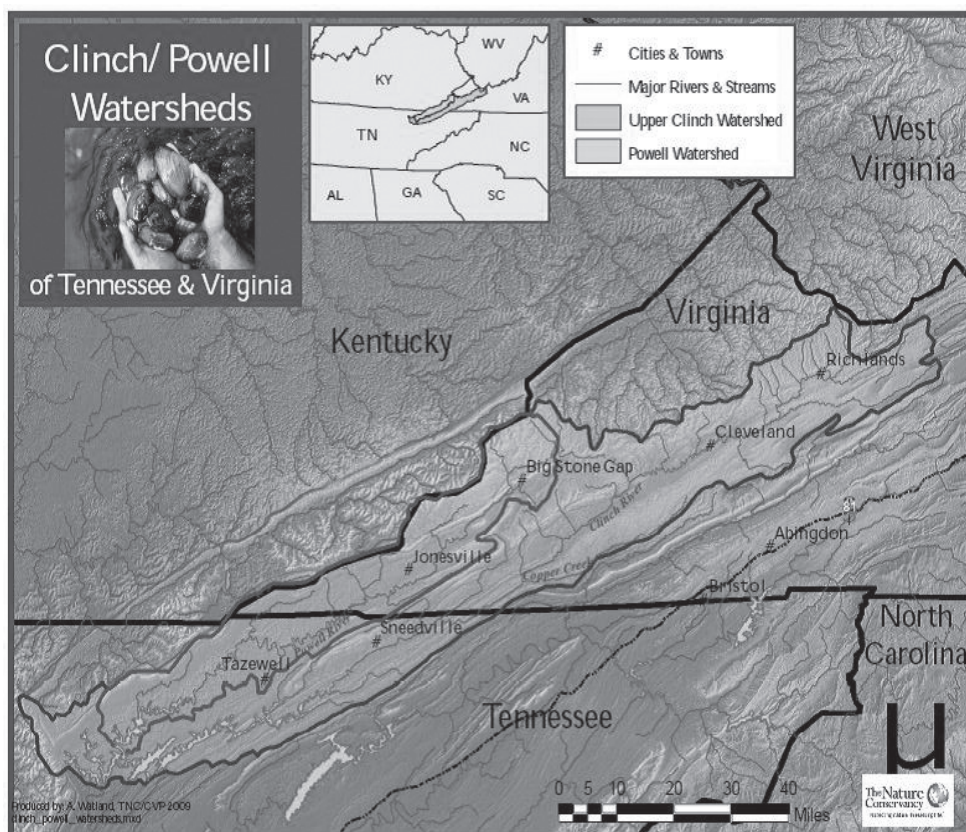 Clinch/ Powell
Watersheds
of Tennessee & Virginia
KY
WV
VA
TN
NC
AL
GA
SC
# Cities & Towns
Major Rivers & Streams
Upper Clinch Watershed
Powell Watershed
West
Virginia
Virginia
Kentucky
# Richlands
# Cleveland
# Big Stone Gap
Clinch River
81
# Abingdon
# Jonesville
Copper Creek
Bristol
Powell River
# Sneedville
North
Carolina
# Tazewell
Tennessee
µ
0 5 10 20 30 40
Miles
The Nature
Conservancy
Produced by: A. Watland, TNC/CVP 2009
clinch_powell_watersheds.mxd